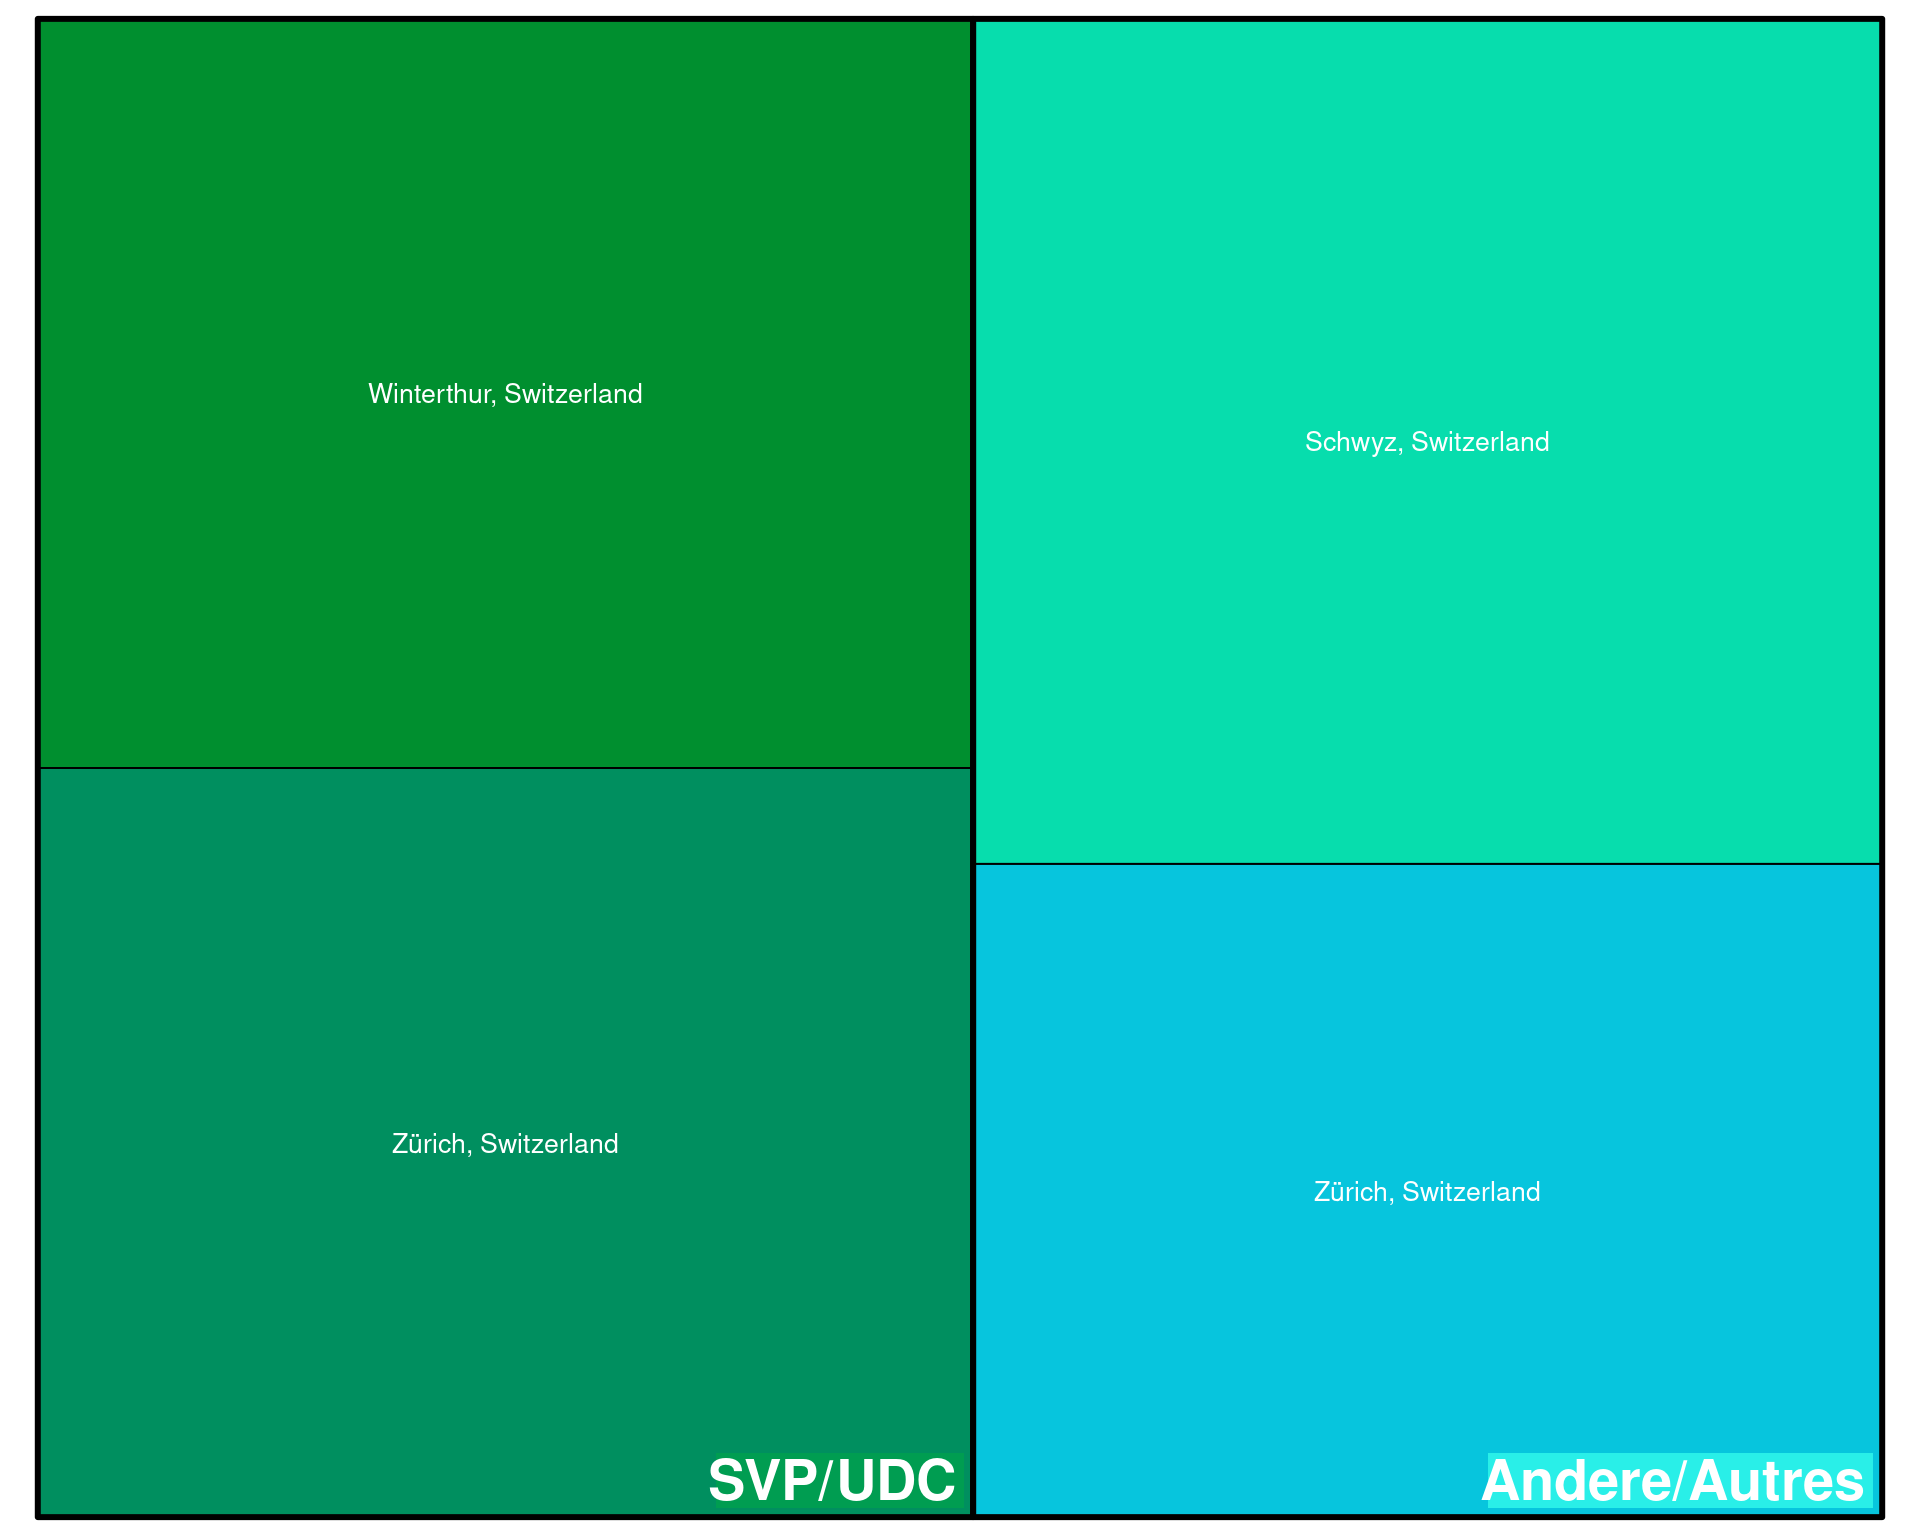 Winterthur, Switzerland
Zürich, Switzerland
SVP/UDC
Schwyz, Switzerland
Zürich, Switzerland
Andere/Autres